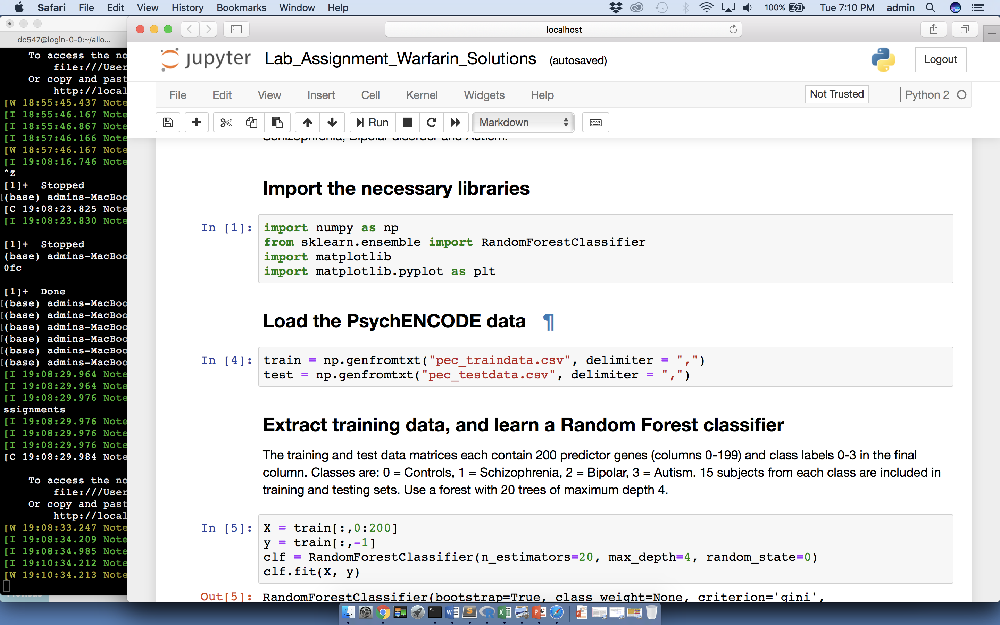 Safari File Edit View History Bookmarks Window Help 100% Tue 7:10 PM admin
dc547@login-0-0:~/allo...
To access the no
file:///User
Or copy and past
http://local
[W 18:55:45.437 Note
[I 18:55:46.167 Note
[I 18:55:46.867 Note
[I 18:57:46.166 Note
[W 18:57:46.167 Note
[I 19:08:16.746 Note
^Z
[1]+ Stopped
(base) admins-MacBoo
[C 19:08:23.825 Note
[I 19:08:23.830 Note
[1]+ Stopped
(base) admins-MacBoo
0fc
[1]+ Done
(base) admins-MacBoo
(base) admins-MacBoo
(base) admins-MacBoo
(base) admins-MacBoo
(base) admins-MacBoo
(base) admins-MacBoo
[I 19:08:29.964 Note
[I 19:08:29.964 Note
[I 19:08:29.976 Note
ssignments
[I 19:08:29.976 Note
[I 19:08:29.976 Note
[I 19:08:29.976 Note
[C 19:08:29.984 Note
To access the no
file:///User
Or copy and past
http://local
[W 19:08:33.247 Note
[I 19:08:34.209 Note
[I 19:08:34.985 Note
[I 19:10:34.212 Note
[W 19:10:34.213 Note
localhost
jupyter Lab_Assignment_Warfarin_Solutions (autosaved) Logout
File Edit View Insert Cell Kernel Widgets Help Not Trusted Python 2
Run Markdown
Schizophrenia, Bipolar disorder and Autism.
Import the necessary libraries
In [1]: import numpy as np
from sklearn.ensemble import RandomForestClassifier
import matplotlib
import matplotlib.pyplot as plt
Load the PsychENCODE data ¶
In [4]: train = np.genfromtxt("pec_traindata.csv", delimiter = ",")
test = np.genfromtxt("pec_testdata.csv", delimiter = ",")
Extract training data, and learn a Random Forest classifier
The training and test data matrices each contain 200 predictor genes (columns 0-199) and class labels 0-3 in the final
column. Classes are: 0 = Controls, 1 = Schizophrenia, 2 = Bipolar, 3 = Autism. 15 subjects from each class are included in
training and testing sets. Use a forest with 20 trees of maximum depth 4.
In [5]: X = train[:,0:200]
y = train[:,-1]
clf = RandomForestClassifier(n_estimators=20, max_depth=4, random_state=0)
clf.fit(X, y)
Out[5]: RandomForestClassifier(bootstrap=True, class_weight=None, criterion='gini',